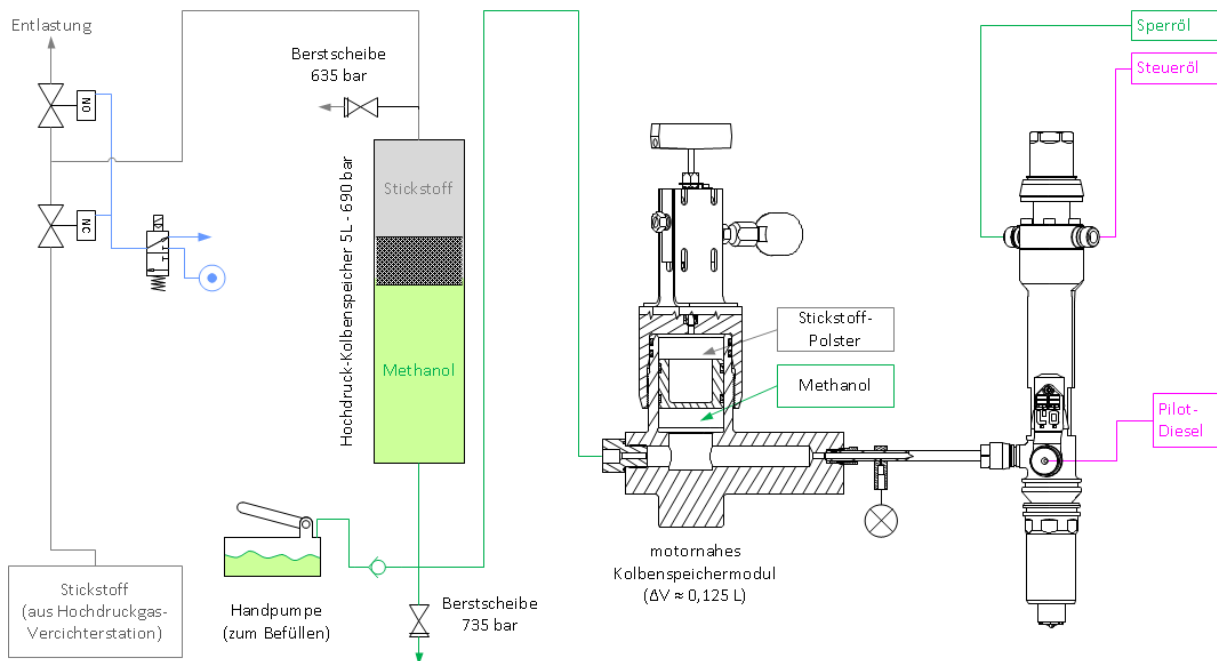 Entlastung
NO
NC
Berstscheibe
635 bar
Stickstoff
Methanol
Hochdruck-Kolbenspeicher 5L - 690 bar
Stickstoff
(aus Hochdruckgas-
Vercichterstation)
Handpumpe
(zum Befüllen)
Berstscheibe
735 bar
Stickstoff-
Polster
Methanol
motornahes
Kolbenspeichermodul
(ΔV ≈ 0,125 L)
Sperröl
Steueröl
Pilot-
Diesel